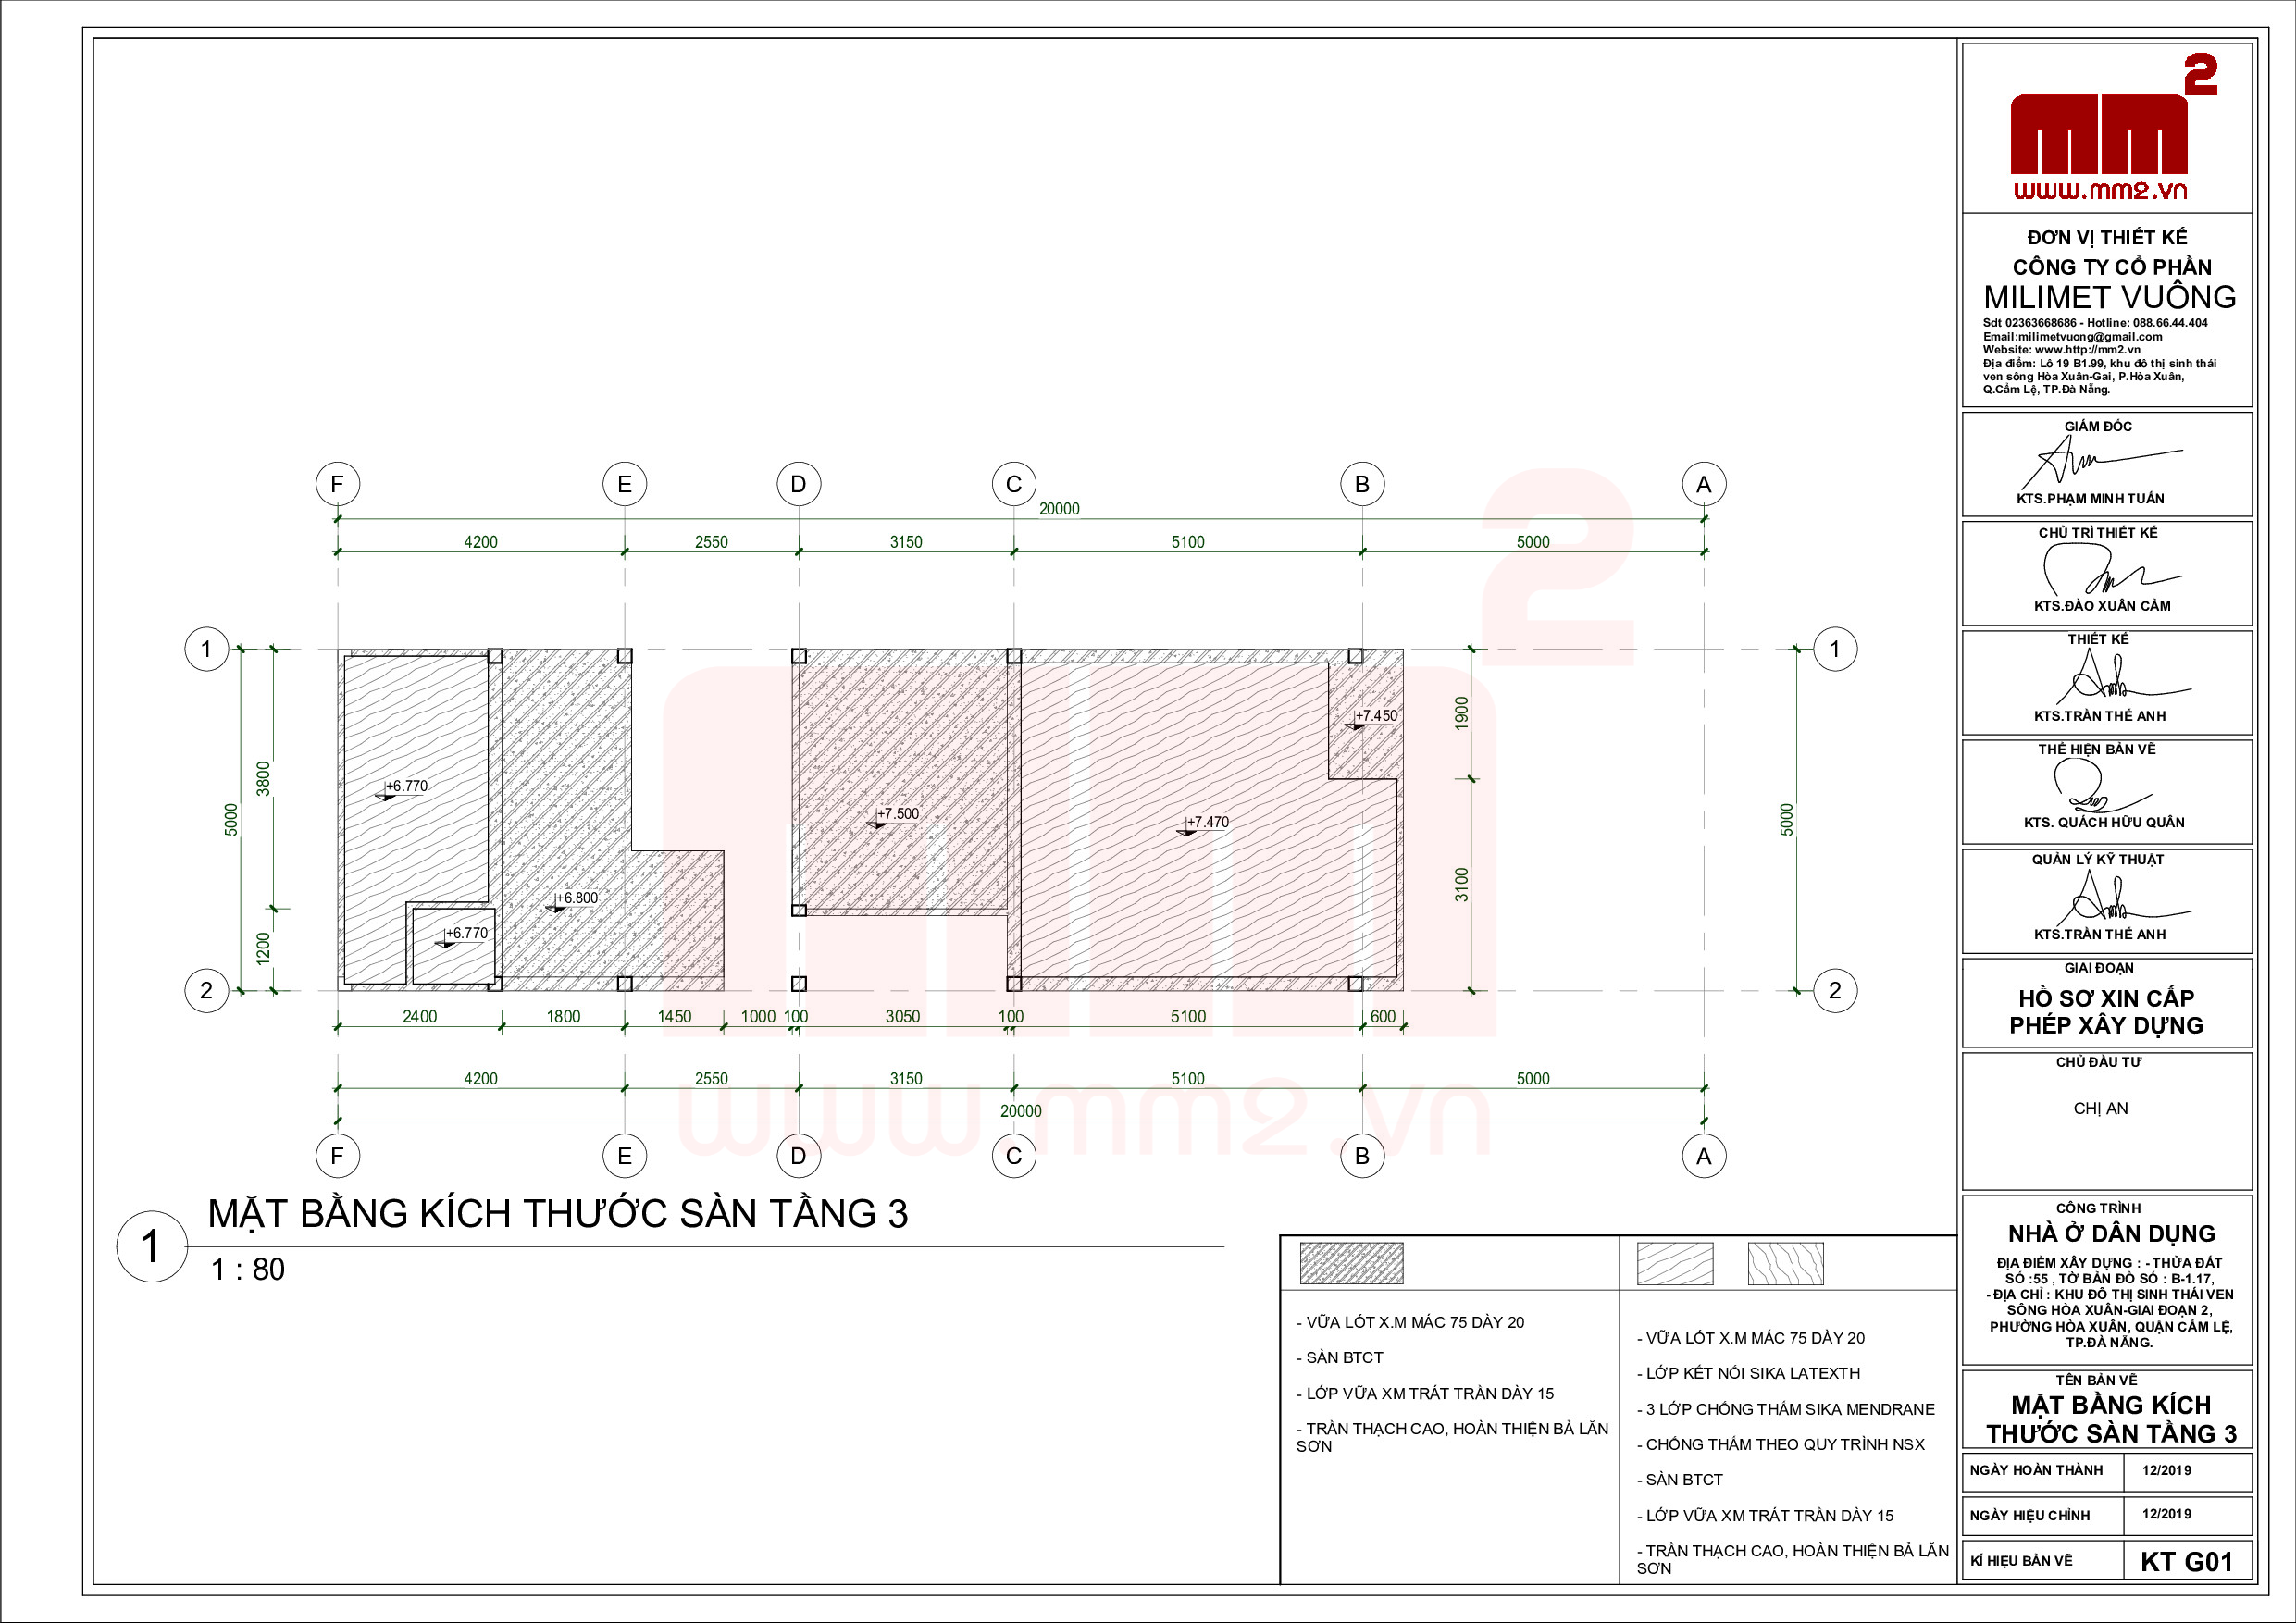 F
E
D
C
B
A
20000
4200
2550
3150
5100
5000
1
1
+7.450
1900
3800
+6.770
5000
+7.500
+7.470
5000
+6.800
3100
+6.770
1200
2
2
2400
1800
1450
1000
100
3050
100
5100
600
4200
2550
3150
5100
5000
20000
F
E
D
C
B
A
mm2
www.mm2.vn
1
MẶT BẰNG KÍCH THƯỚC SÀN TẦNG 3
1 : 80
- VỮA LÓT X.M MÁC 75 DÀY 20
- SÀN BTCT
- LỚP VỮA XM TRÁT TRẦN DÀY 15
- TRẦN THẠCH CAO, HOÀN THIỆN BẢ LĂN
SƠN
- VỮA LÓT X.M MÁC 75 DÀY 20
- LỚP KẾT NỐI SIKA LATEXTH
- 3 LỚP CHỐNG THẤM SIKA MENDRANE
- CHỐNG THẤM THEO QUY TRÌNH NSX
- SÀN BTCT
- LỚP VỮA XM TRÁT TRẦN DÀY 15
- TRẦN THẠCH CAO, HOÀN THIỆN BẢ LĂN
SƠN
mm2
www.mm2.vn
ĐƠN VỊ THIẾT KẾ
CÔNG TY CỔ PHẦN
MILIMET VUÔNG
Sdt 02363668686 - Hotline: 088.66.44.404
Email:milimetvuong@gmail.com
Website: www.http://mm2.vn
Địa điểm: Lô 19 B1.99, khu đô thị sinh thái
ven sông Hòa Xuân-Gai, P.Hòa Xuân,
Q.Cẩm Lệ, TP.Đà Nẵng.
GIÁM ĐỐC
KTS.PHẠM MINH TUẤN
CHỦ TRÌ THIẾT KẾ
KTS.ĐÀO XUÂN CẢM
THIẾT KẾ
KTS.TRẦN THẾ ANH
THỂ HIỆN BẢN VẼ
KTS. QUÁCH HỮU QUÂN
QUẢN LÝ KỸ THUẬT
KTS.TRẦN THẾ ANH
GIAI ĐOẠN
HỒ SƠ XIN CẤP
PHÉP XÂY DỰNG
CHỦ ĐẦU TƯ
CHỊ AN
CÔNG TRÌNH
NHÀ Ở DÂN DỤNG
ĐỊA ĐIỂM XÂY DỰNG : - THỬA ĐẤT
SỐ :55 , TỜ BẢN ĐỒ SỐ : B-1.17,
- ĐỊA CHỈ : KHU ĐÔ THỊ SINH THÁI VEN
SÔNG HÒA XUÂN-GIAI ĐOẠN 2,
PHƯỜNG HÒA XUÂN, QUẬN CẨM LỆ,
TP.ĐÀ NẴNG.
TÊN BẢN VẼ
MẶT BẰNG KÍCH
THƯỚC SÀN TẦNG 3
NGÀY HOÀN THÀNH 12/2019
NGÀY HIỆU CHỈNH 12/2019
KÍ HIỆU BẢN VẼ KT G01